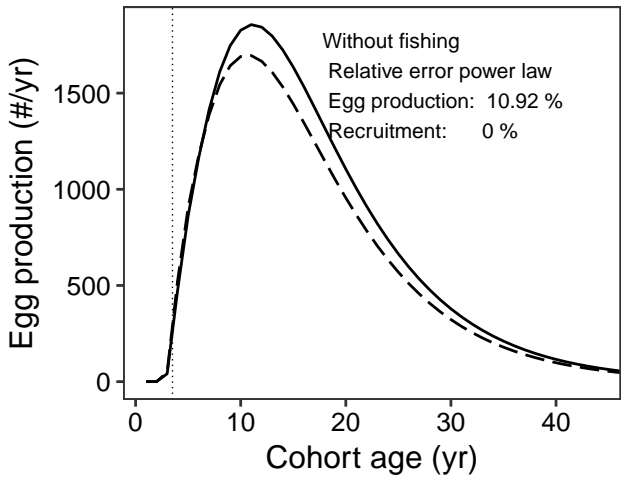 Egg production (#/yr)
1500
1000
500
0
Without fishing
Relative error power law
Egg production: 10.92 %
Recruitment: 0 %
0 10 20 30 40
Cohort age (yr)